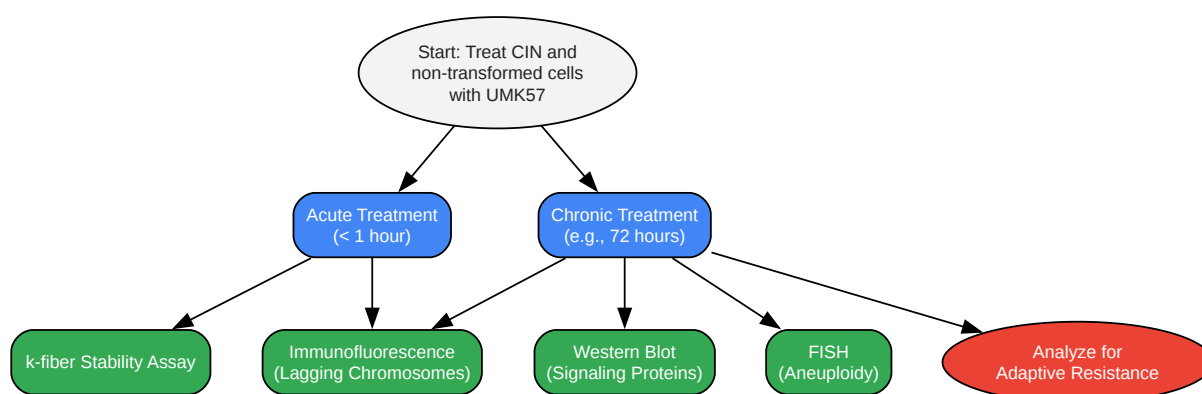 Start: Treat CIN and
non-transformed cells
with UMK57
Acute Treatment
(< 1 hour)
Chronic Treatment
(e.g., 72 hours)
k-fiber Stability Assay
Immunofluorescence
(Lagging Chromosomes)
Western Blot
(Signaling Proteins)
FISH
(Aneuploidy)
Analyze for
Adaptive Resistance